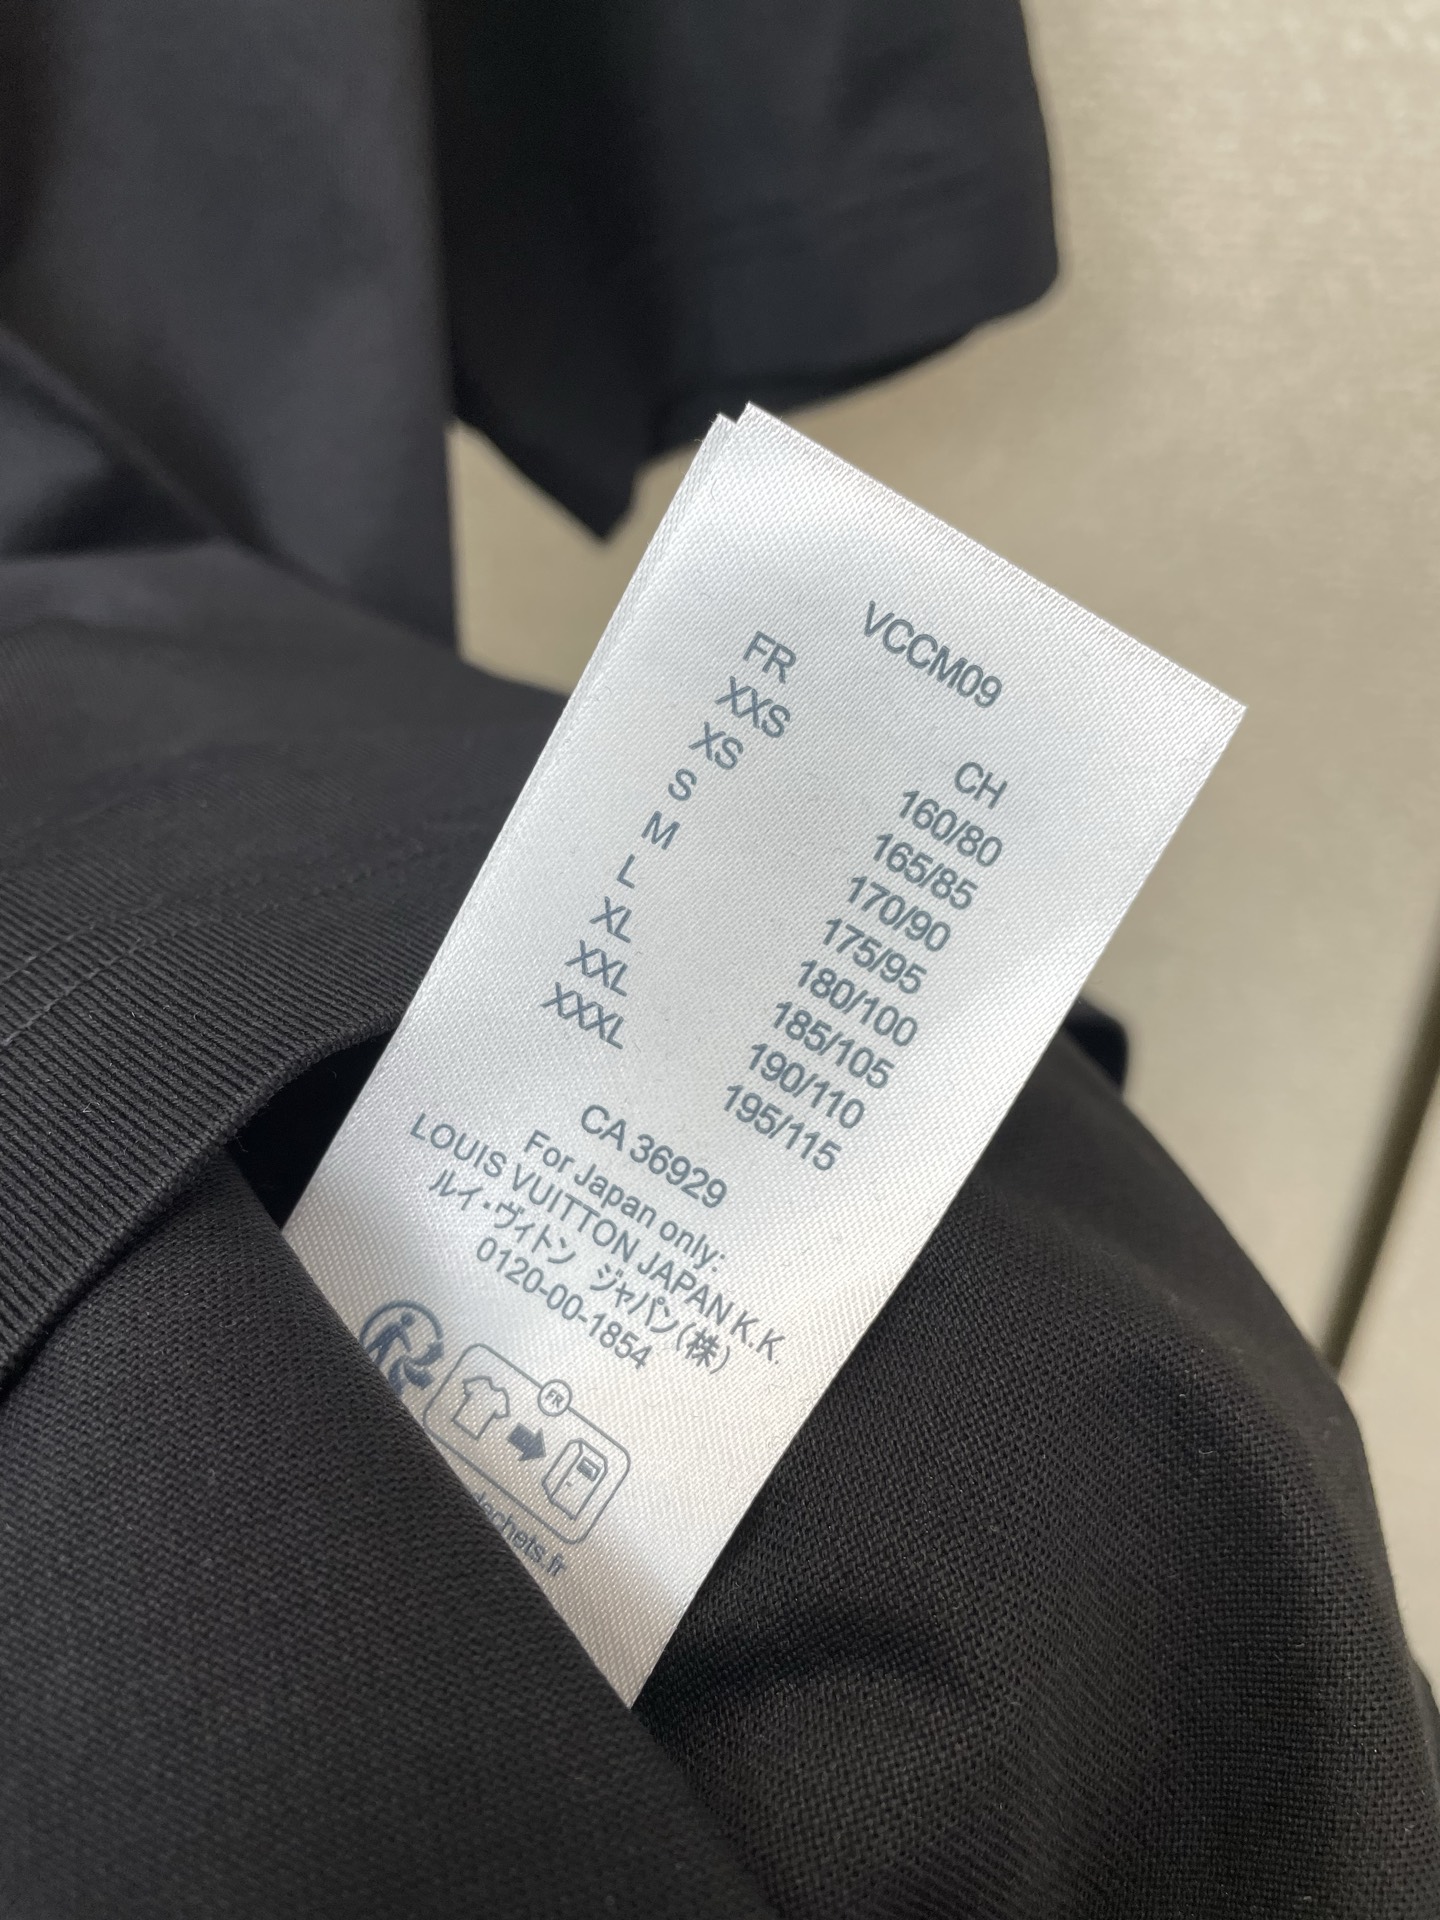 VCCM09
FR CH
XXS 160/80
XS 165/85
S 170/90
M 175/95
L 180/100
XL 185/105
XXL 190/110
XXXL 195/115
CA 36929
For Japan only:
LOUIS VUITTON JAPAN K.K.
ルイ・ヴィトン ジャパン(株)
0120-00-1854
FR
dechets.fr